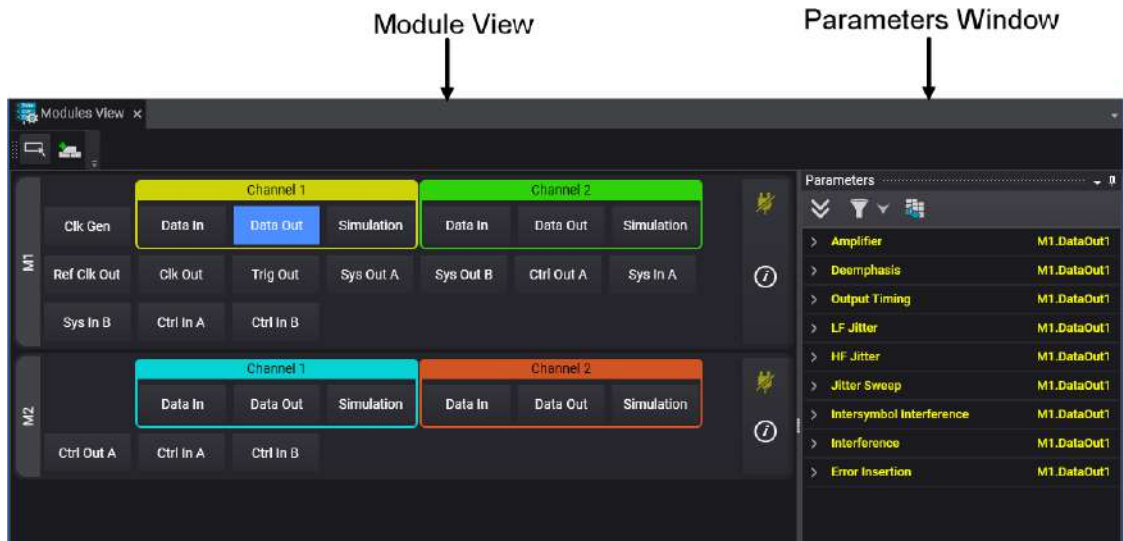 Module View
Parameters Window
Modules View ×
Channel 1 Channel 2
Clk Gen Data In Data Out Simulation Data In Data Out Simulation
M1
Ref Clk Out Clk Out Trig Out Sys Out A Sys Out B Ctrl Out A Sys In A
Sys In B Ctrl In A Ctrl In B
Channel 1 Channel 2
Data In Data Out Simulation Data In Data Out Simulation
M2
Ctrl Out A Ctrl In A Ctrl In B
Parameters
Amplifier M1.DataOut1
Deemphasis M1.DataOut1
Output Timing M1.DataOut1
LF Jitter M1.DataOut1
HF Jitter M1.DataOut1
Jitter Sweep M1.DataOut1
Intersymbol Interference M1.DataOut1
Interference M1.DataOut1
Error Insertion M1.DataOut1